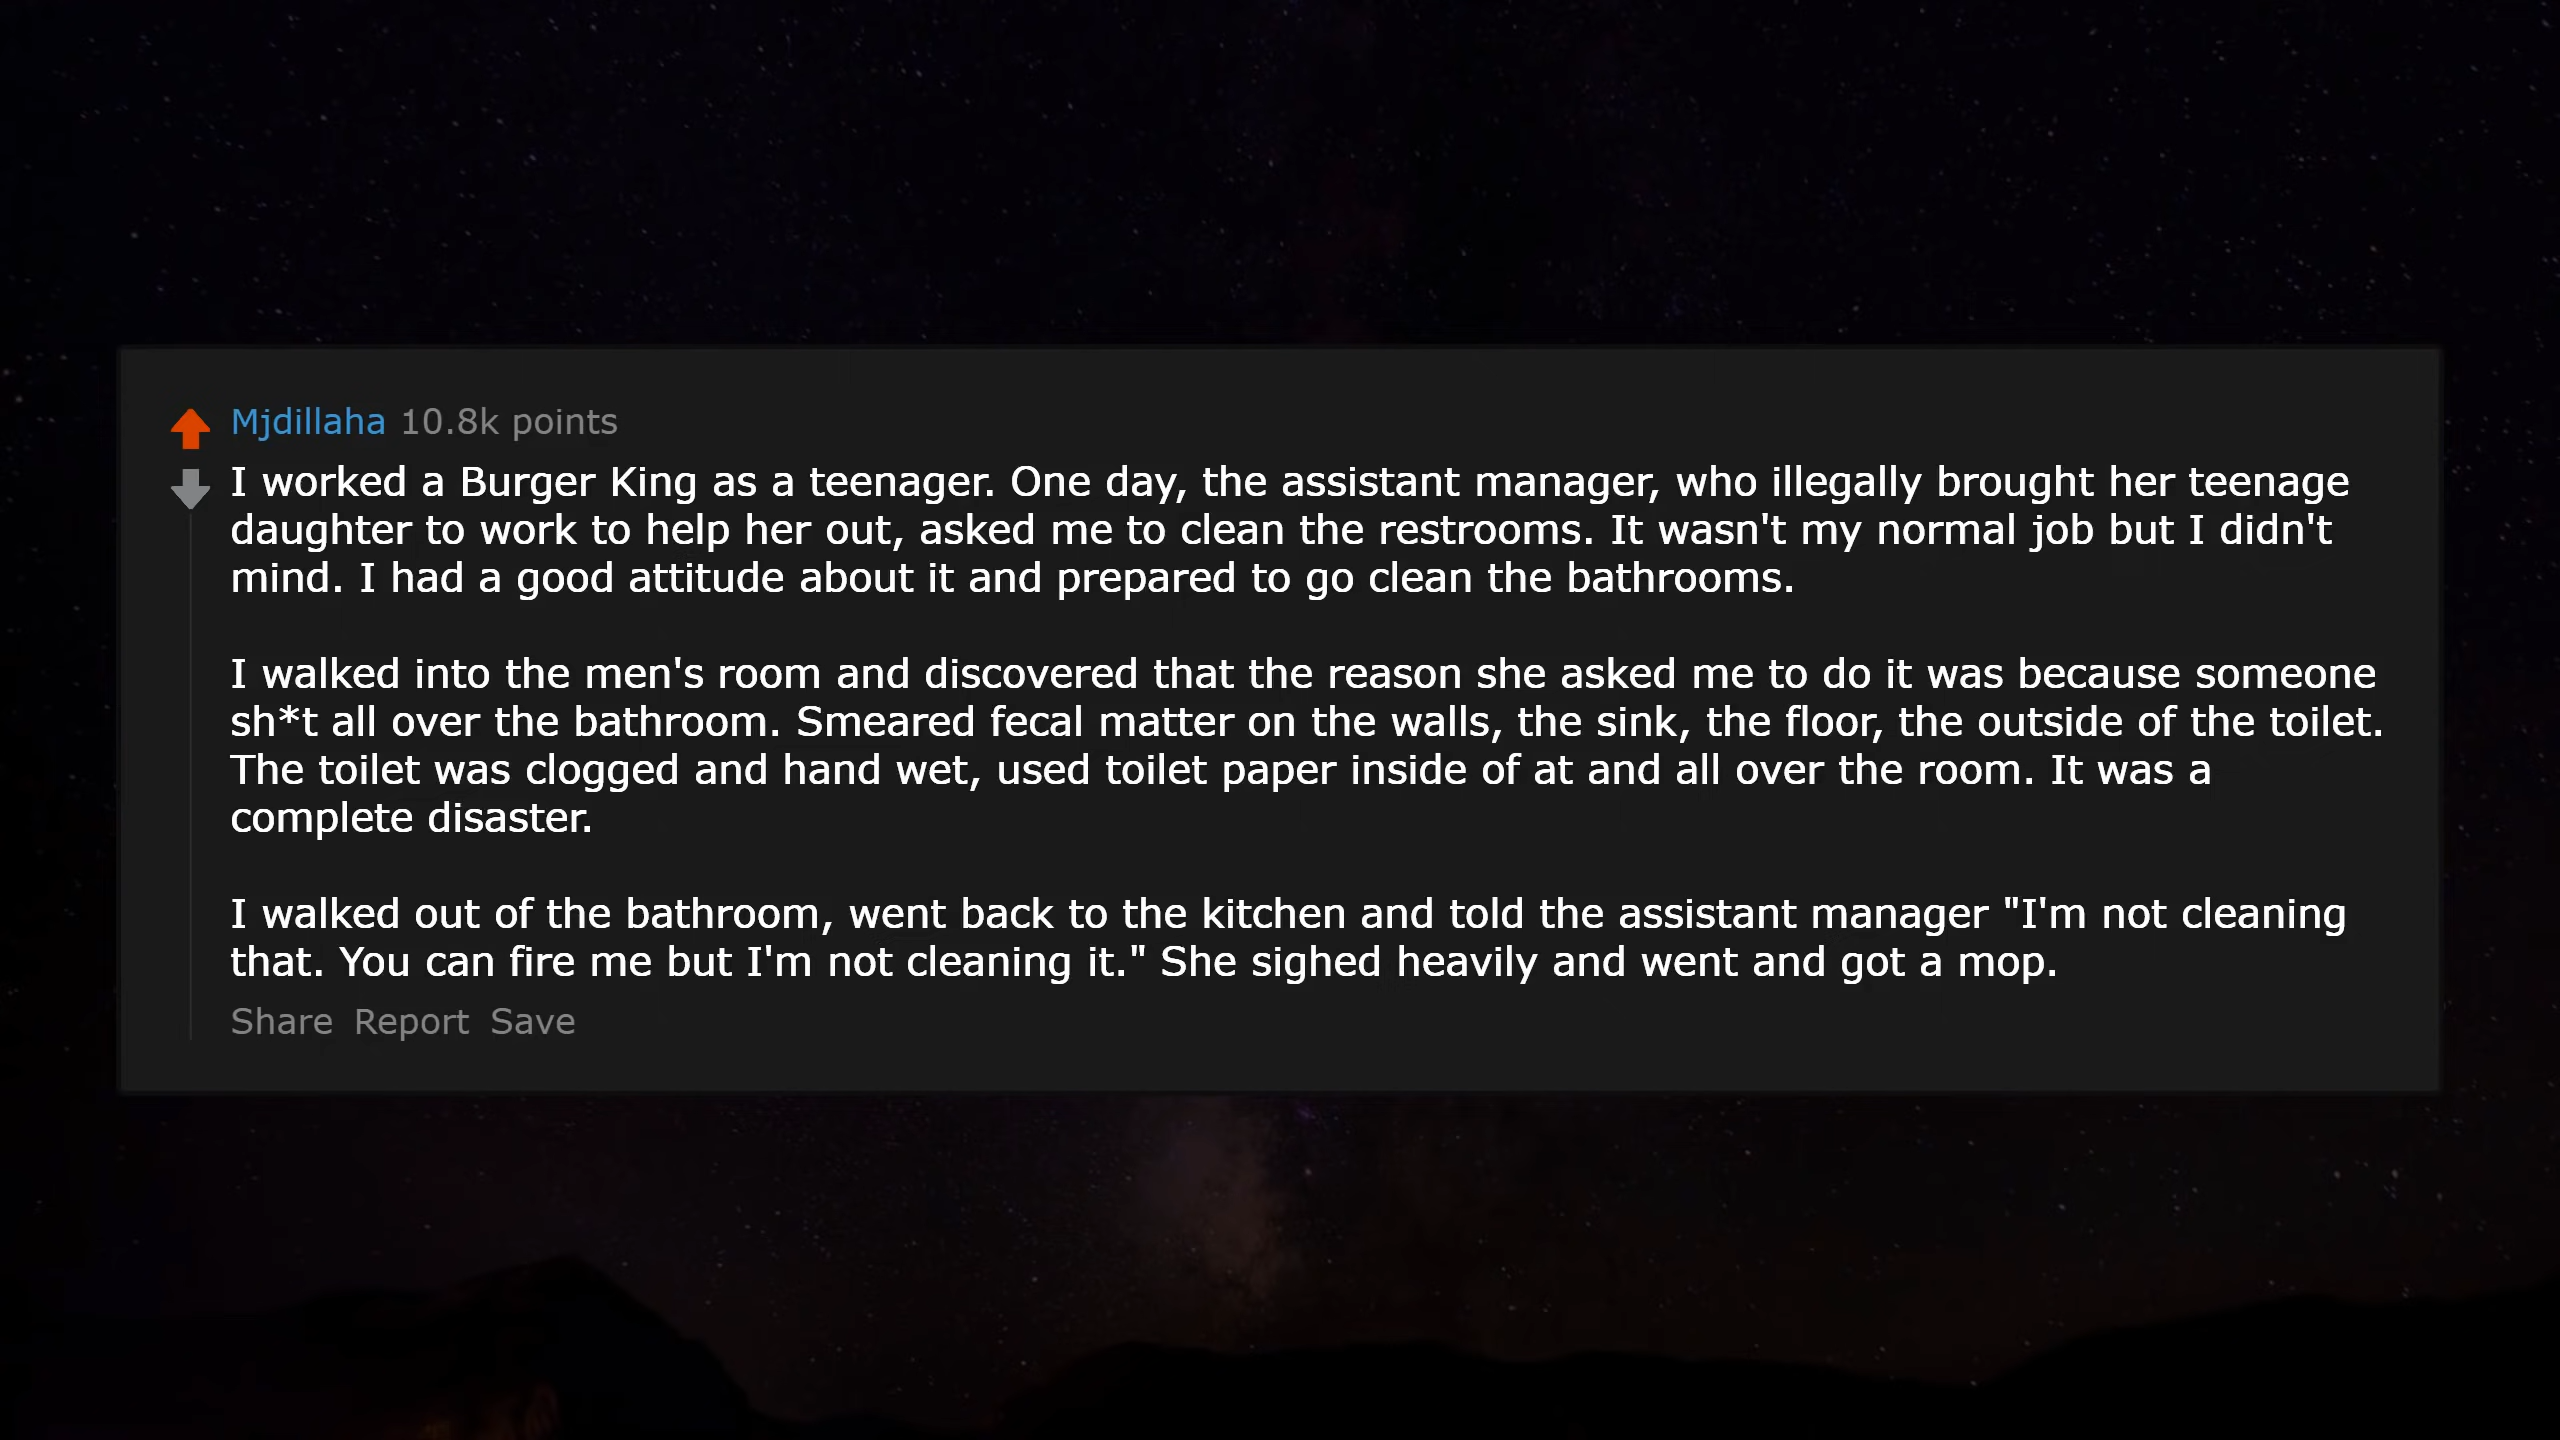 Mjdillaha 10.8k points
I worked a Burger King as a teenager. One day, the assistant manager, who illegally brought her teenage
daughter to work to help her out, asked me to clean the restrooms. It wasn't my normal job but I didn't
mind. I had a good attitude about it and prepared to go clean the bathrooms.
I walked into the men's room and discovered that the reason she asked me to do it was because someone
sh*t all over the bathroom. Smeared fecal matter on the walls, the sink, the floor, the outside of the toilet.
The toilet was clogged and hand wet, used toilet paper inside of at and all over the room. It was a
complete disaster.
I walked out of the bathroom, went back to the kitchen and told the assistant manager "I'm not cleaning
that. You can fire me but I'm not cleaning it." She sighed heavily and went and got a mop.
Share Report Save